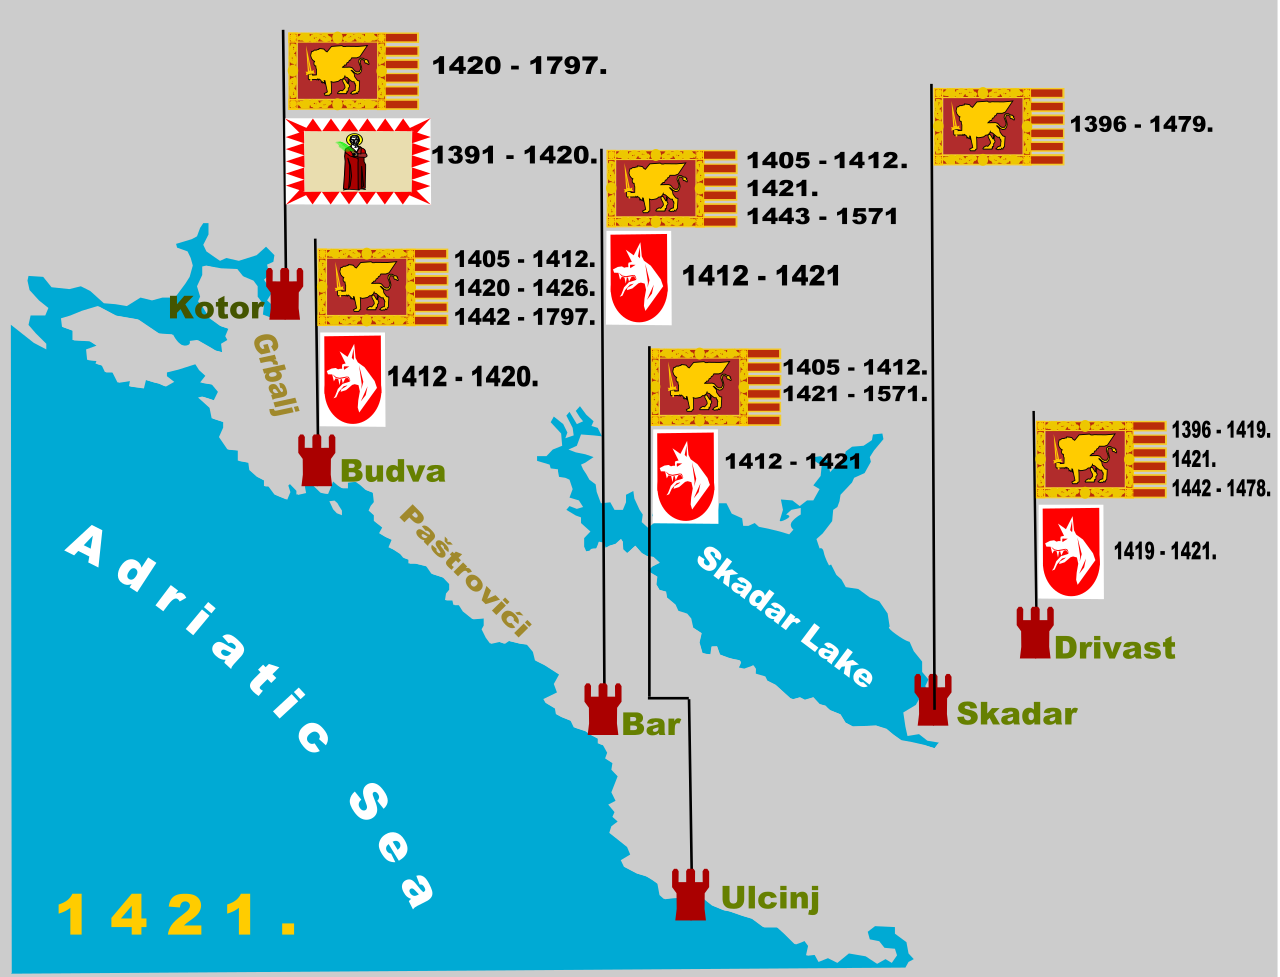 1420 - 1797.
1391 - 1420.
1396 - 1479.
1405 - 1412.
1421.
1443 - 1571
1412 - 1421
Kotor
1405 - 1412.
1420 - 1426.
1442 - 1797.
1412 - 1420.
Grbalj
Budva
1405 - 1412.
1421 - 1571.
1412 - 1421
1396 - 1419.
1421.
1442 - 1478.
1419 - 1421.
Paštrovići
Skadar Lake
Drivast
Adriatic Sea
Bar
Skadar
Ulcinj
1421.